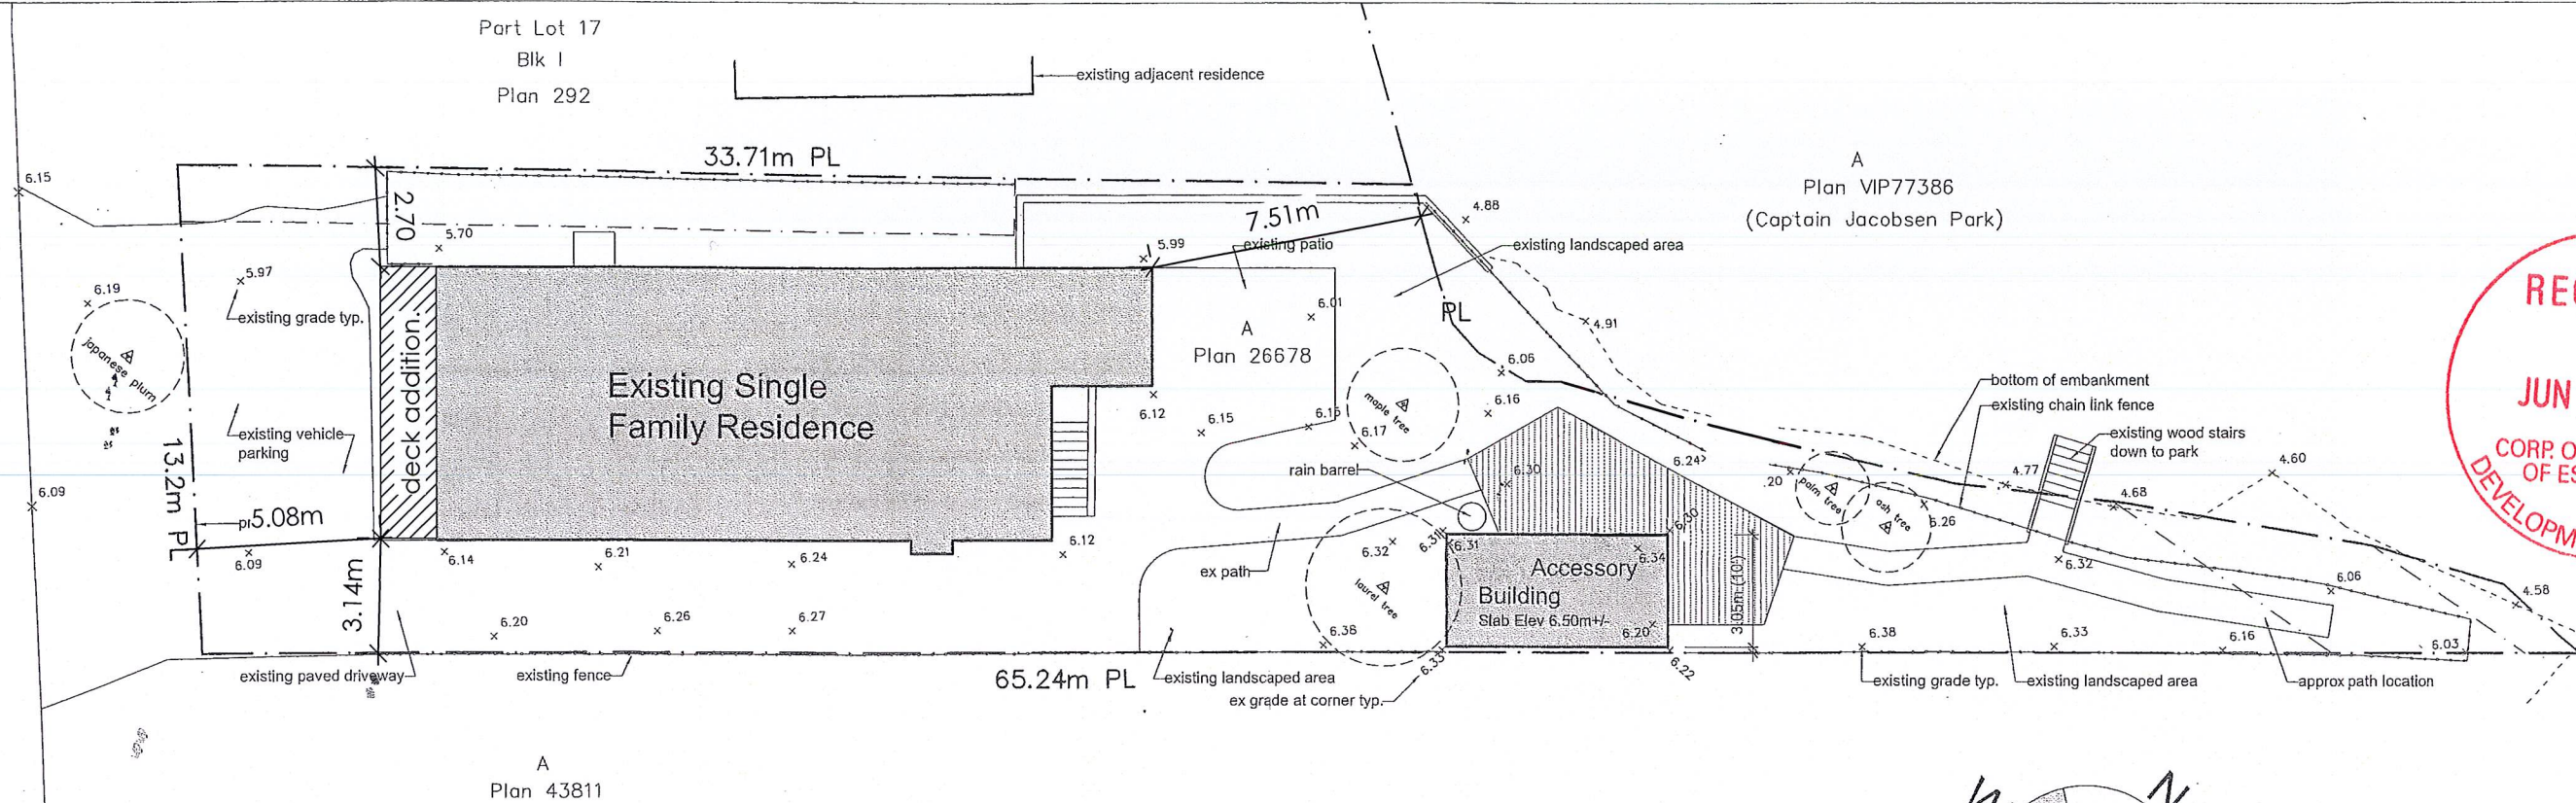 Part Lot 17
Blk 1
Plan 292
existing adjacent residence
33.71m PL
A
Plan VIP77386
(Captain Jacobsen Park)
6.15
2.70
5.70
7.51m
4.88
5.99
existing patio
existing landscaped area
5.97
6.19
existing grade typ.
6.01
PL
4.91
japanese plum
deck addition.
Existing Single
Family Residence
A
Plan 26678
6.06
maple tree
6.12
6.15
6.15
6.17
6.16
bottom of embankment
existing chain link fence
existing wood stairs
down to park
existing vehicle
parking
13.2m PL
rain barrel
6.30
6.24
.20
palm tree
ash tree
6.26
4.77
4.68
4.60
6.09
5.08m
6.09
6.14
6.21
6.24
6.12
ex path
6.32
6.31
6.31
6.30
6.34
Accessory
Building
Slab Elev 6.50m+/-
6.20
3.05m (10')
laurel tree
6.32
6.06
4.58
3.14m
6.20
6.26
6.27
6.38
6.33
6.22
6.38
6.33
6.16
6.03
existing paved driveway
existing fence
65.24m PL
existing landscaped area
ex grade at corner typ.
existing grade typ.
existing landscaped area
approx path location
A
Plan 43811
N
JUN
CORP. O
OF ES
DEVELOPM